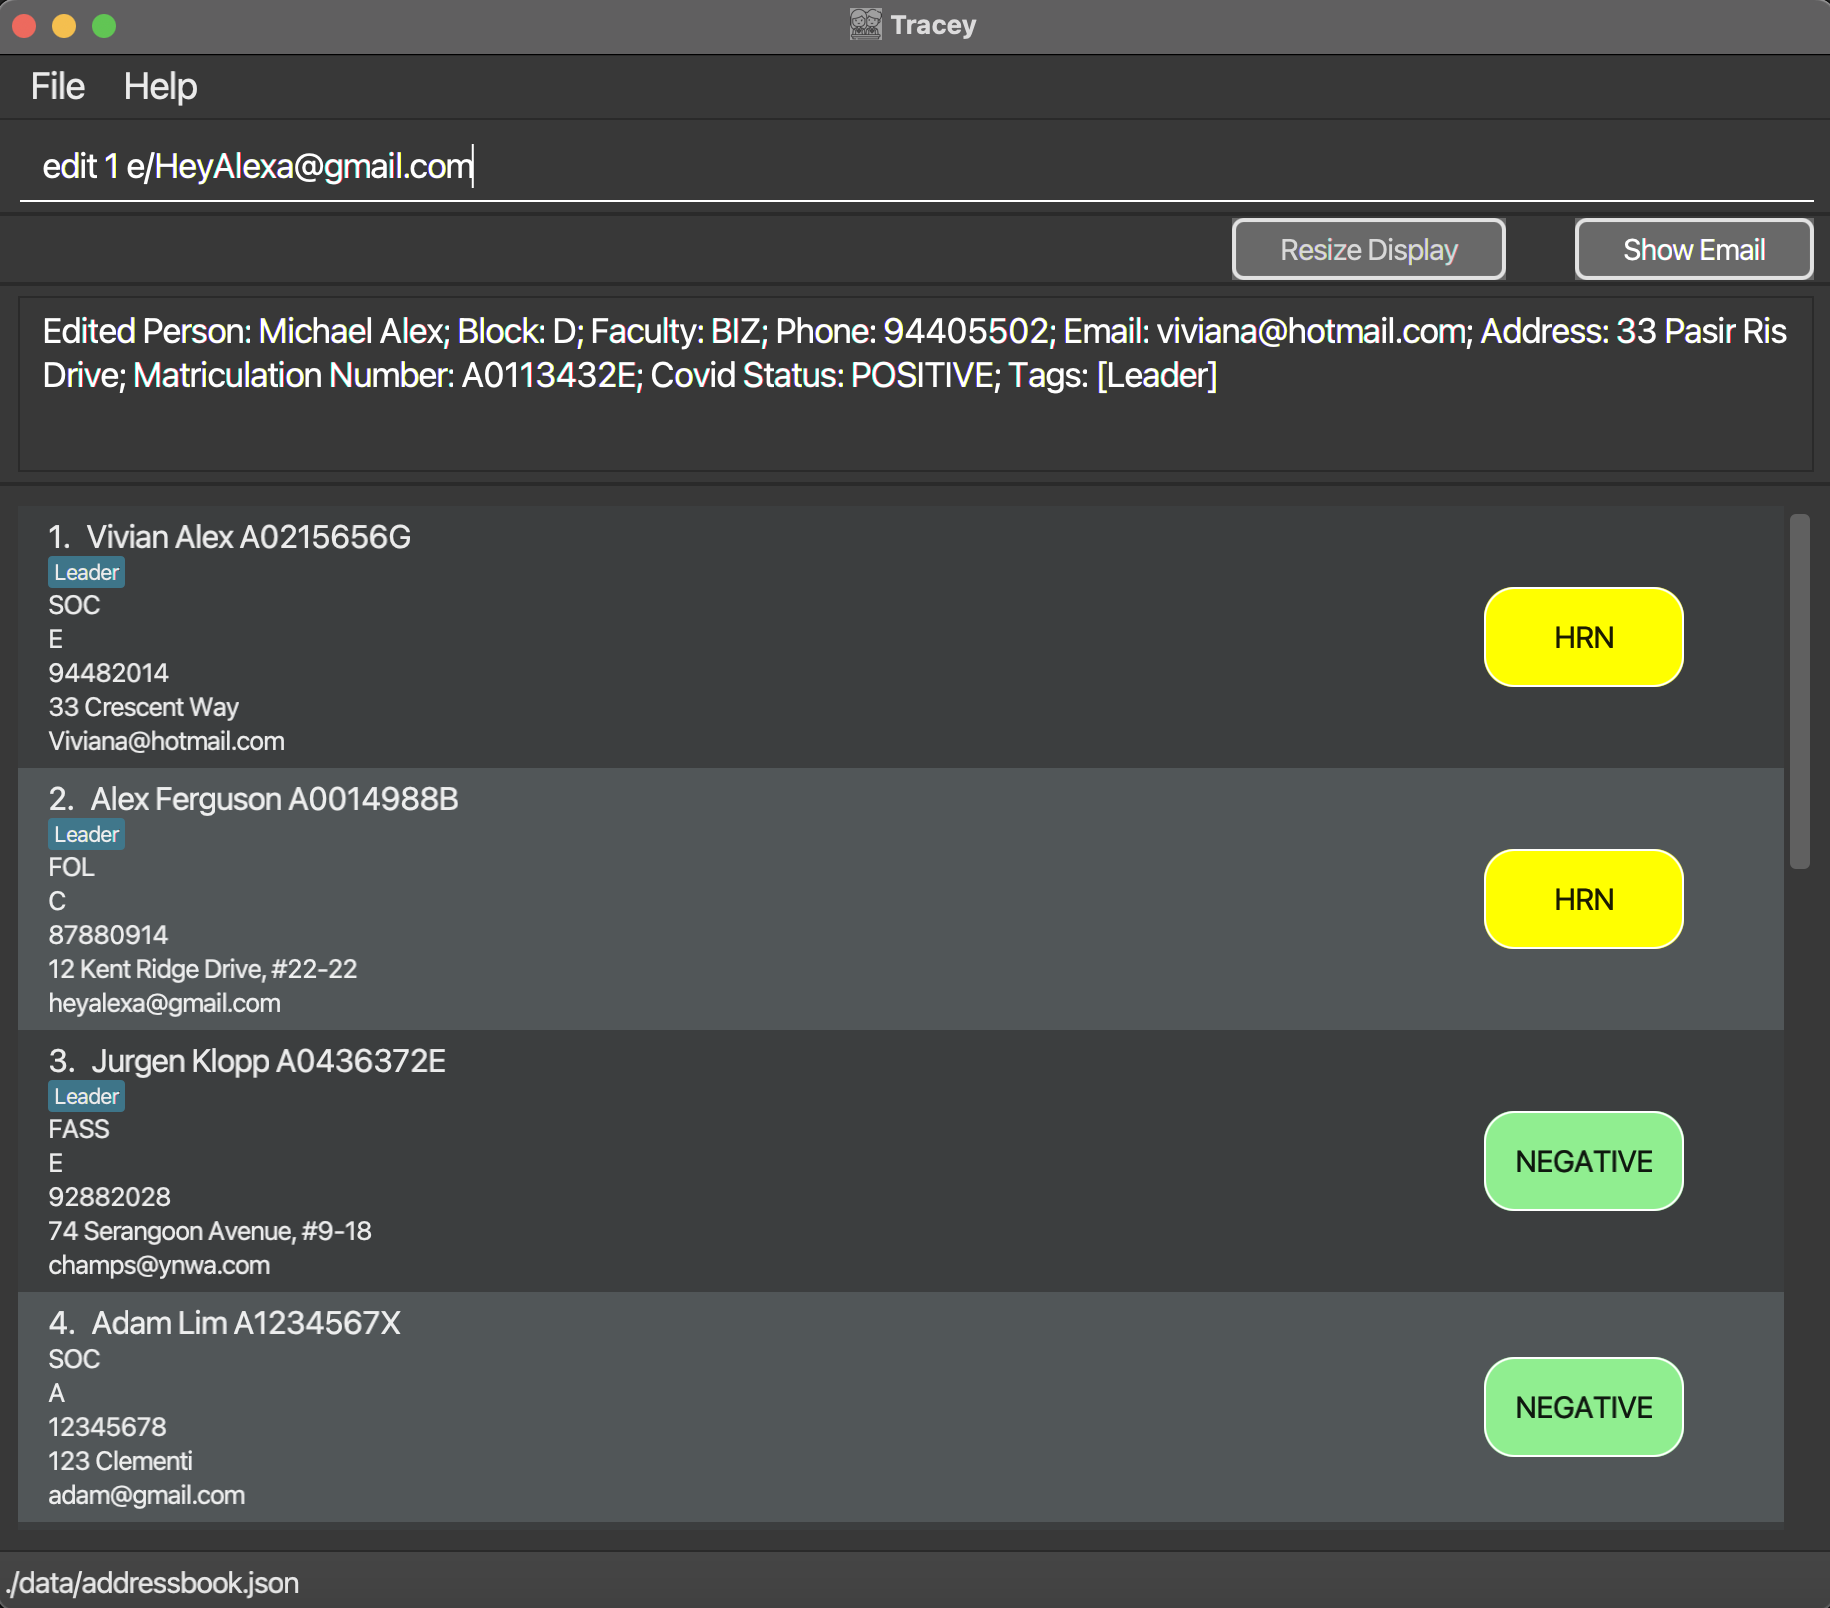 Tracey
File Help
edit 1 e/HeyAlexa@gmail.com
Resize Display Show Email
Edited Person: Michael Alex; Block: D; Faculty: BIZ; Phone: 94405502; Email: viviana@hotmail.com; Address: 33 Pasir Ris
Drive; Matriculation Number: A0113432E; Covid Status: POSITIVE; Tags: [Leader]
1. Vivian Alex A0215656G
Leader
SOC
E
94482014
33 Crescent Way
Viviana@hotmail.com
HRN
2. Alex Ferguson A0014988B
Leader
FOL
C
87880914
12 Kent Ridge Drive, #22-22
heyalexa@gmail.com
HRN
3. Jurgen Klopp A0436372E
Leader
FASS
E
92882028
74 Serangoon Avenue, #9-18
champs@ynwa.com
NEGATIVE
4. Adam Lim A1234567X
SOC
A
12345678
123 Clementi
adam@gmail.com
NEGATIVE
./data/addressbook.json